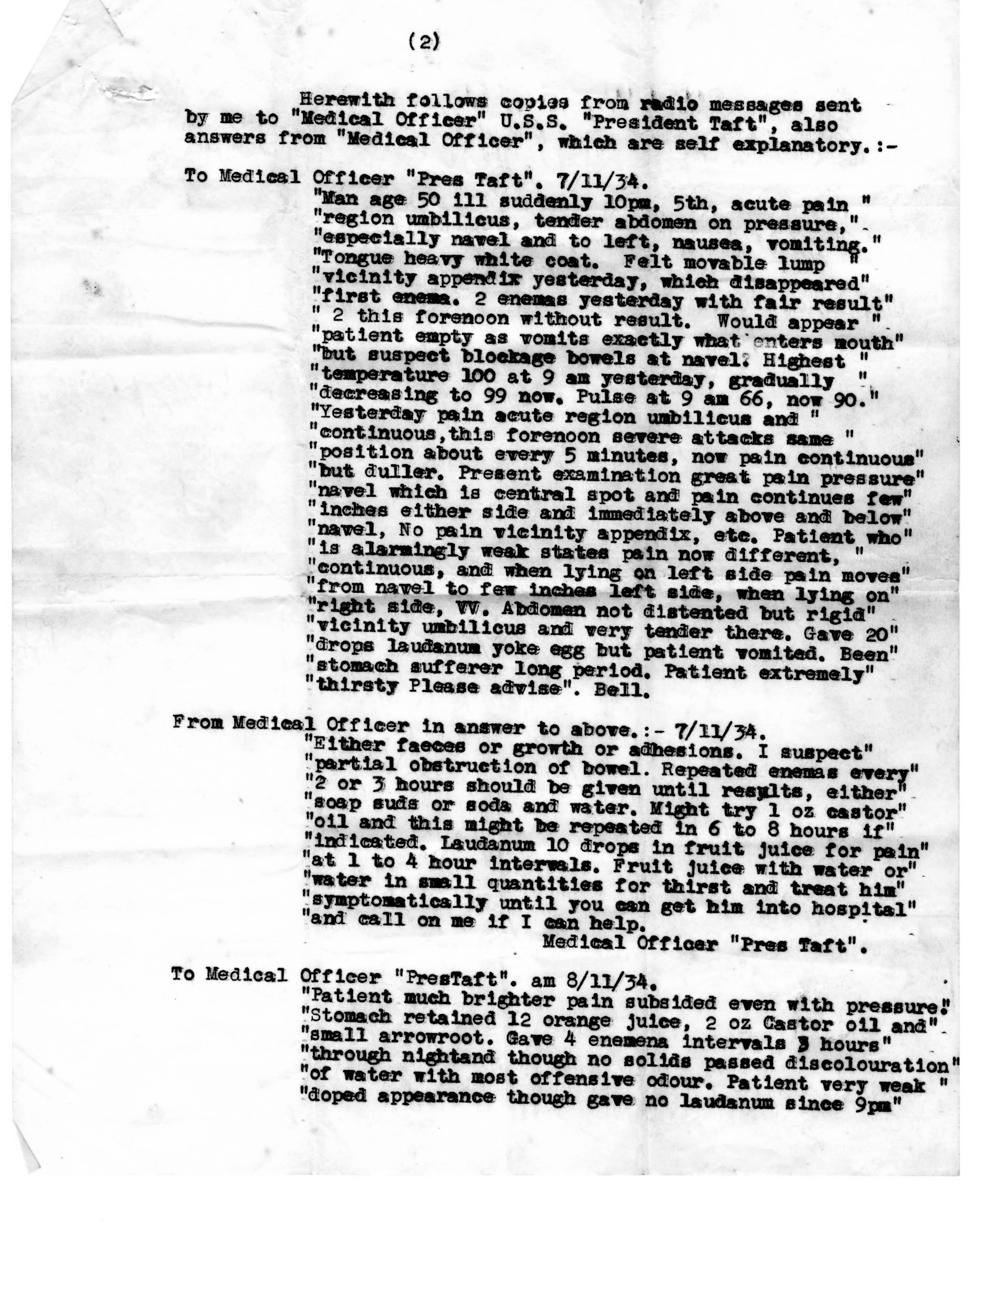 (2)
Herewith follows copies from radio messages sent
by me to "Medical Officer" U.S.S. "President Taft", also
answers from "Medical Officer", which are self explanatory.:-
To Medical Officer "Pres Taft". 7/11/34.
"Man age 50 ill suddenly 10pm, 5th, acute pain "
"region umbilicus, tender abdomen on pressure,".
"especially navel and to left, nausea, vomiting."
"Tongue heavy white coat. Felt movable lump "
"vicinity appendix yesterday, which disappeared"
"first enema. 2 enemas yesterday with fair result"
" 2 this forenoon without result. Would appear ".
"patient empty as vomits exactly what enters mouth"
"but suspect blockage bowels at navel? Highest "
"temperature 100 at 9 am yesterday, gradually "
"decreasing to 99 now. Pulse at 9 am 66, now 90."
"Yesterday pain acute region umbilicus and "
"continuous,this forenoon severe attacks same "
"position about every 5 minutes, now pain continuous"
"but duller. Present examination great pain pressure"
"navel which is central spot and pain continues few"
"inches either side and immediately above and below"
"navel, No pain vicinity appendix, etc. Patient who"
"is alarmingly weak states pain now different, "
"continuous, and when lying on left side pain moves"
"from navel to few inches left side, when lying on"
"right side, VV. Abdomen not distented but rigid"
"vicinity umbilicus and very tender there. Gave 20"
"drops laudanum yoke egg but patient vomited. Been"
"stomach sufferer long period. Patient extremely"
"thirsty Please advise". Bell.
From Medical Officer in answer to above.:- 7/11/34.
"Either faeces or growth or adhesions. I suspect"
"partial obstruction of bowel. Repeated enemas every"
"2 or 3 hours should be given until results, either"
"soap suds or soda and water. Might try 1 oz castor"
"oil and this might be repeated in 6 to 8 hours if"
"indicated. Laudanum 10 drops in fruit juice for pain"
"at 1 to 4 hour intervals. Fruit juice with water or"
"water in small quantities for thirst and treat him"
"symptomatically until you can get him into hospital"
"and call on me if I can help.
Medical Officer "Pres Taft".
To Medical Officer "PresTaft". am 8/11/34.
"Patient much brighter pain subsided even with pressure."
"Stomach retained 12 orange juice, 2 oz Castor oil and"
"small arrowroot. Gave 4 enemena intervals 3 hours"
"through nightand though no solids passed discolouration"
"of water with most offensive odour. Patient very weak "
"doped appearance though gave no laudanum since 9pm"